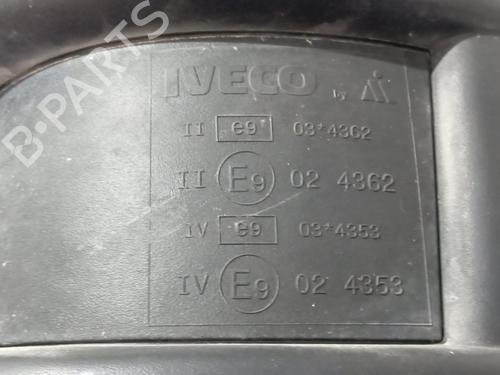 IVECO by
II e9 03*4362
II E9 02 4362
IV e9 03*4353
IV E9 02 4353
B-PARTS